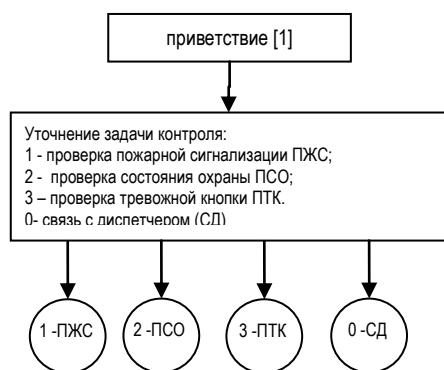 приветствие [1]
Уточнение задачи контроля:
1 - проверка пожарной сигнализации ПЖС;
2 - проверка состояния охраны ПСО;
3 – проверка тревожной кнопки ПТК.
0- связь с диспетчером (СД)
1 -ПЖС 2 -ПСО 3 -ПТК 0 -СД